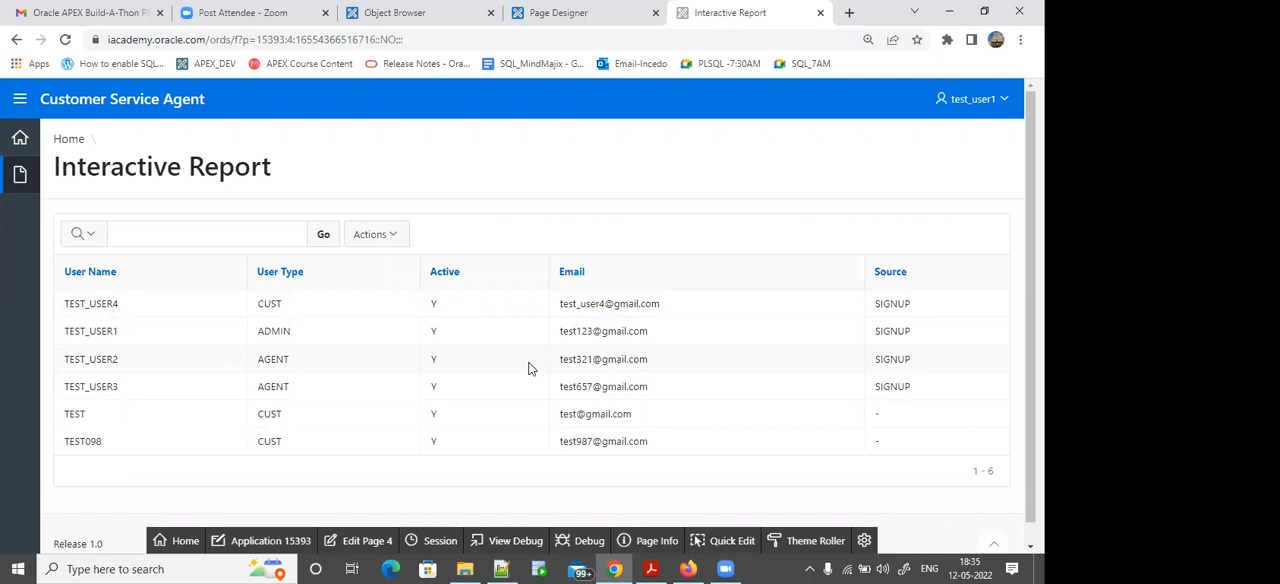 Oracle APEX Build-A-Thon P
Post Attendee - Zoom
Object Browser
Page Designer
Interactive Report
iacademy.oracle.com/ords/f?p=15393:4:16554366516716::NO:::
Apps
How to enable SQL...
APEX_DEV
APEX Course Content
Release Notes - Ora...
SQL_MindMajix - G...
Email-Incedo
PLSQL -7:30AM
SQL_7AM
Customer Service Agent
test_user1
Home \
Interactive Report
Go
Actions
User Name User Type Active Email Source
TEST_USER4 CUST Y test_user4@gmail.com SIGNUP
TEST_USER1 ADMIN Y test123@gmail.com SIGNUP
TEST_USER2 AGENT Y test321@gmail.com SIGNUP
TEST_USER3 AGENT Y test657@gmail.com SIGNUP
TEST CUST Y test@gmail.com -
TEST098 CUST Y test987@gmail.com -
1 - 6
Release 1.0
Home Application 15393 Edit Page 4 Session View Debug Debug Page Info Quick Edit Theme Roller
Type here to search
99+
ENG
18:35
12-05-2022